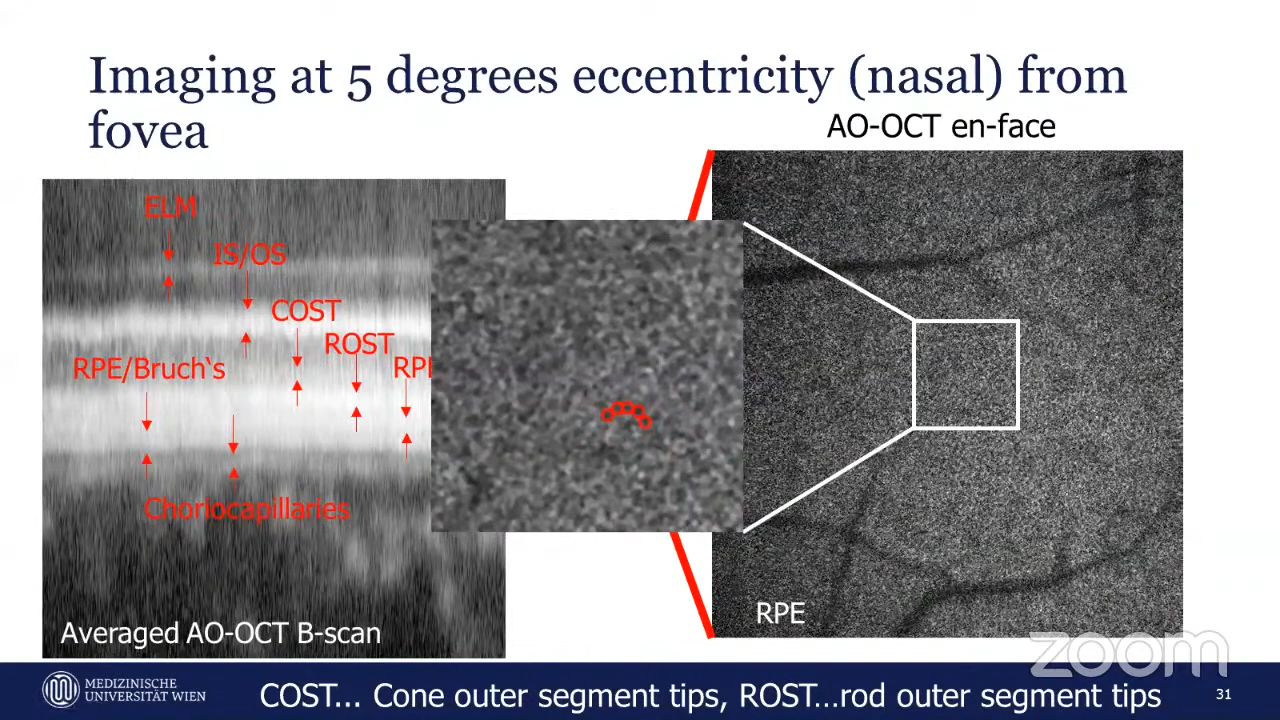 Imaging at 5 degrees eccentricity (nasal) from
fovea
AO-OCT en-face
ELM
IS/OS
COST
ROST
RPE/Bruch‘s
RPE
Choriocapillaries
Averaged AO-OCT B-scan
RPE
zoom
MEDIZINISCHE
UNIVERSITÄT WIEN
COST... Cone outer segment tips, ROST…rod outer segment tips
31